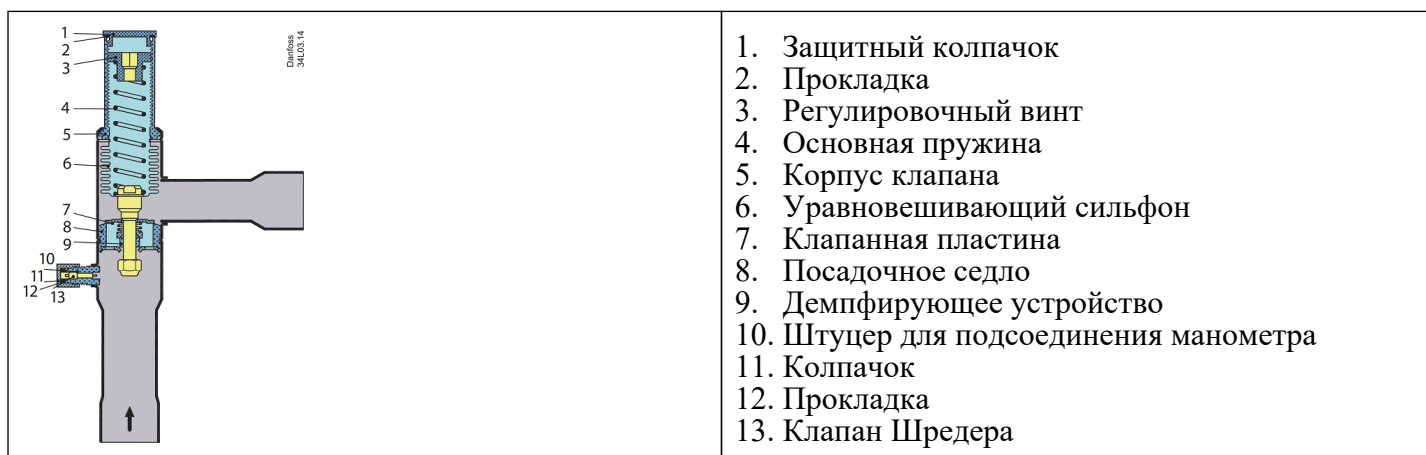 1
2
3
4
5
6
7
8
9
10
11
12
13
Danfoss
34L03.14
1. Защитный колпачок
2. Прокладка
3. Регулировочный винт
4. Основная пружина
5. Корпус клапана
6. Уравновешивающий сильфон
7. Клапанная пластина
8. Посадочное седло
9. Демпфирующее устройство
10. Штуцер для подсоединения манометра
11. Колпачок
12. Прокладка
13. Клапан Шредера